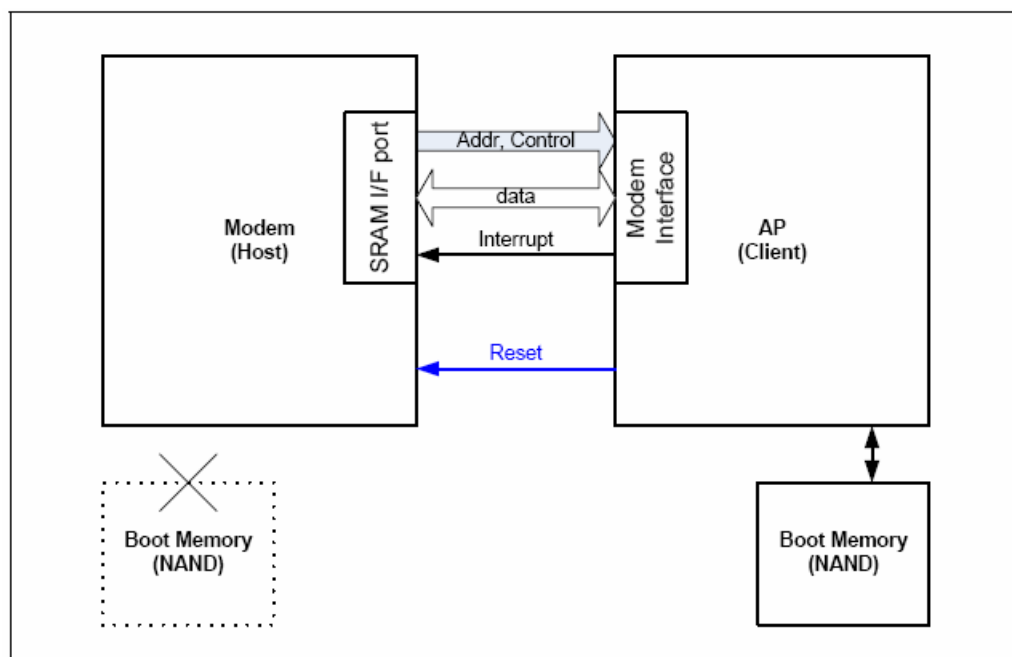 Modem
(Host)
SRAM I/F port
Addr, Control
data
Interrupt
Reset
Modem
Interface
AP
(Client)
Boot Memory
(NAND)
Boot Memory
(NAND)